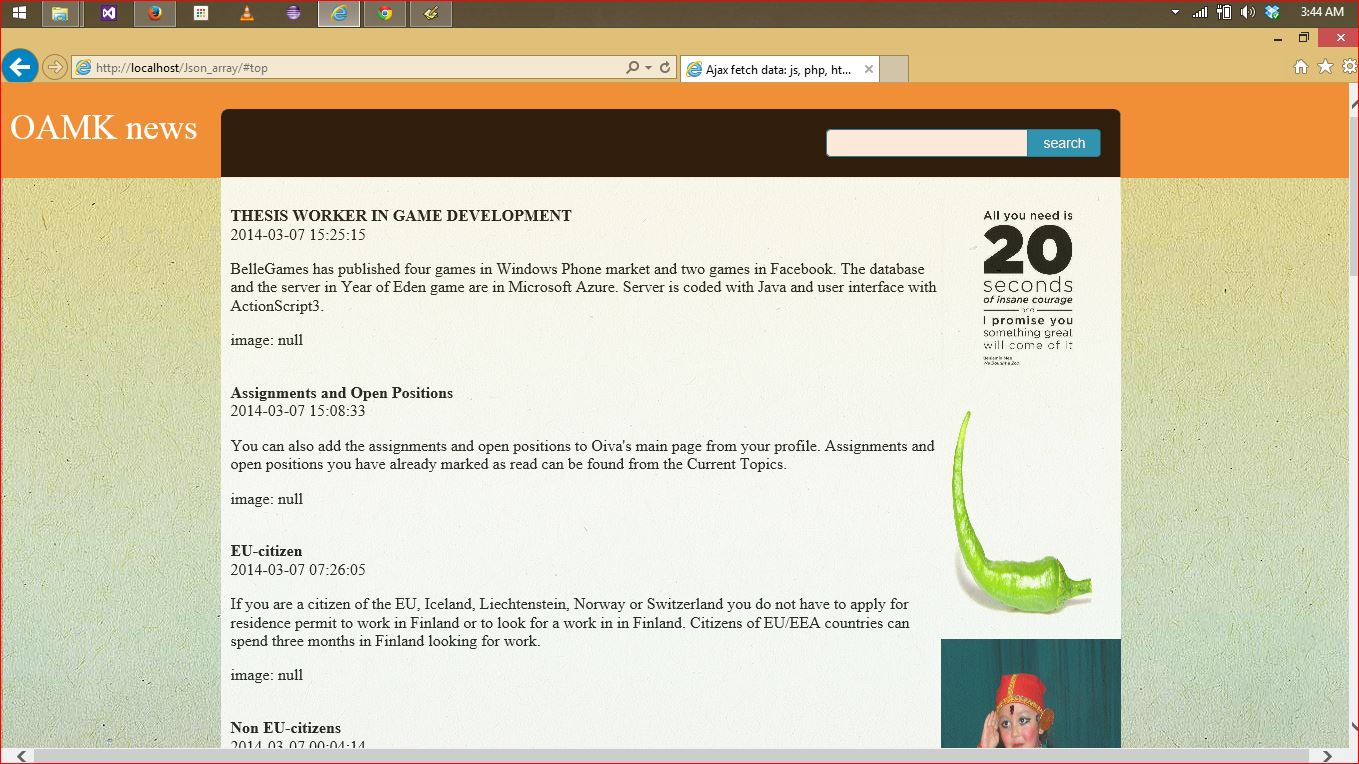 3:44 AM
http://localhost/Json_array/#top
Ajax fetch data: js, php, ht...
OAMK news
search
THESIS WORKER IN GAME DEVELOPMENT
2014-03-07 15:25:15
BelleGames has published four games in Windows Phone market and two games in Facebook. The database
and the server in Year of Eden game are in Microsoft Azure. Server is coded with Java and user interface with
ActionScript3.
image: null
Assignments and Open Positions
2014-03-07 15:08:33
You can also add the assignments and open positions to Oiva's main page from your profile. Assignments and
open positions you have already marked as read can be found from the Current Topics.
image: null
EU-citizen
2014-03-07 07:26:05
If you are a citizen of the EU, Iceland, Liechtenstein, Norway or Switzerland you do not have to apply for
residence permit to work in Finland or to look for a work in in Finland. Citizens of EU/EEA countries can
spend three months in Finland looking for work.
image: null
Non EU-citizens
2014-03-07 00:04:14
All you need is
20
seconds
of insane courage
and
I promise you
something great
will come of it
Benjamin Mee
We Bought a Zoo